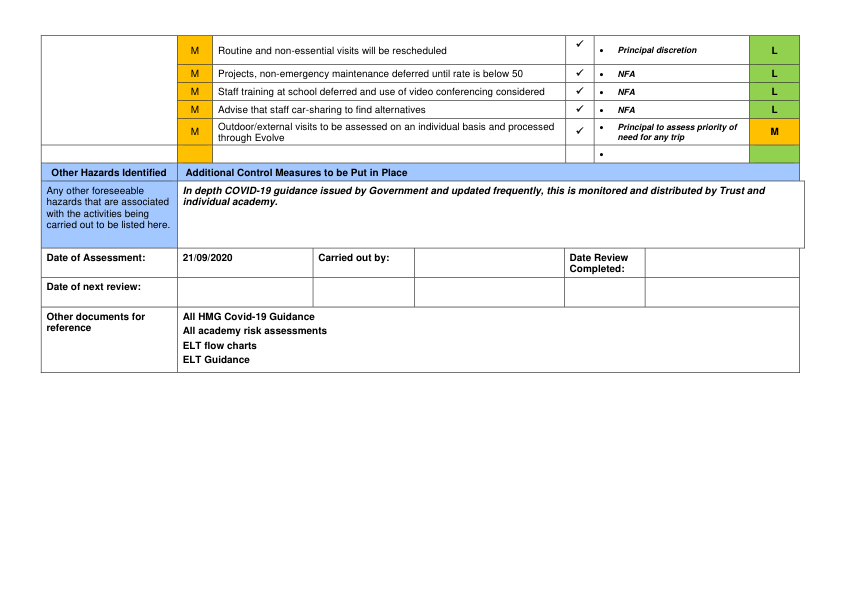 M Routine and non-essential visits will be rescheduled ✓ • Principal discretion L
M Projects, non-emergency maintenance deferred until rate is below 50 ✓ • NFA L
M Staff training at school deferred and use of video conferencing considered ✓ • NFA L
M Advise that staff car-sharing to find alternatives ✓ • NFA L
M Outdoor/external visits to be assessed on an individual basis and processed
through Evolve ✓ • Principal to assess priority of
need for any trip M
•
Other Hazards Identified Additional Control Measures to be Put in Place
Any other foreseeable
hazards that are associated
with the activities being
carried out to be listed here.
In depth COVID-19 guidance issued by Government and updated frequently, this is monitored and distributed by Trust and
individual academy.
Date of Assessment: 21/09/2020 Carried out by: Date Review
Completed:
Date of next review:
Other documents for
reference
All HMG Covid-19 Guidance
All academy risk assessments
ELT flow charts
ELT Guidance